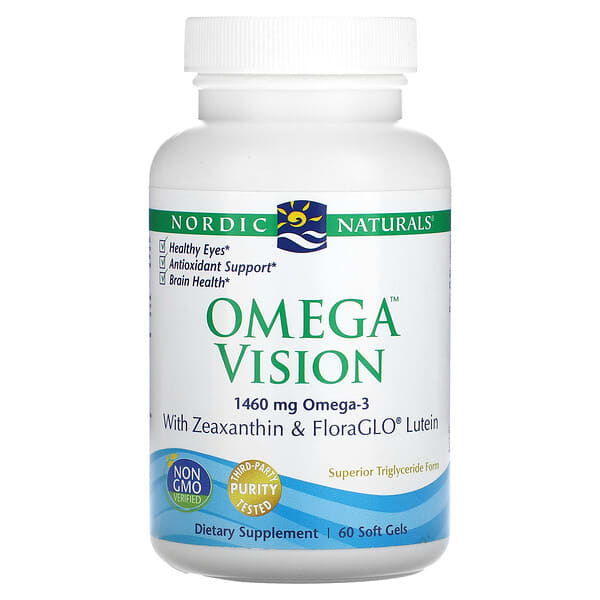 NORDIC NATURALS®
Healthy Eyes*
Antioxidant Support*
Brain Health*
OMEGA™
VISION
1460 mg Omega-3
With Zeaxanthin & FloraGLO® Lutein
Superior Triglyceride Form
NON
GMO
VERIFIED
THIRD-PARTY
PURITY
TESTED
Dietary Supplement | 60 Soft Gels